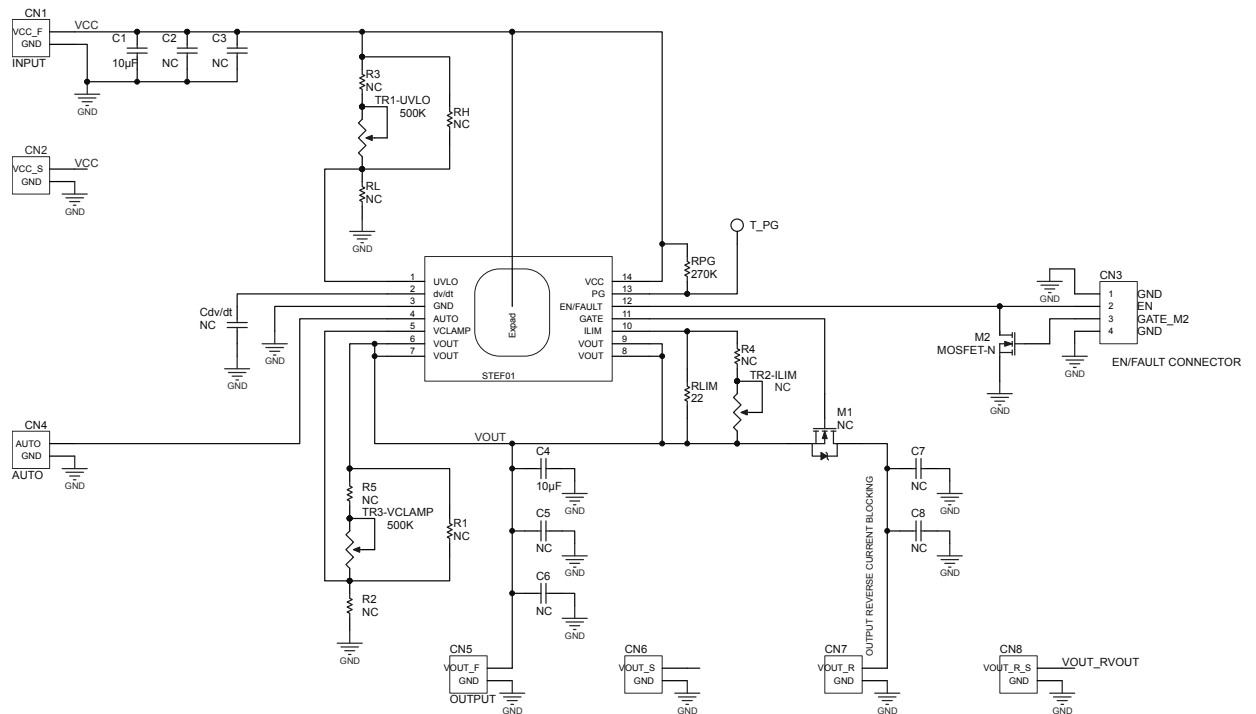 CN1
VCC_F
GND
INPUT
VCC
C1
10µF
C2
NC
C3
NC
GND
R3
NC
TR1-UVLO
500K
RH
NC
RL
NC
GND
CN2
VCC_S
GND
VCC
GND
T_PG
RPG
270K
1
2
3
4
5
6
7
UVLO
dv/dt
GND
AUTO
VCLAMP
VOUT
VOUT
Expad
STEF01
VCC
PG
EN/FAULT
GATE
ILIM
VOUT
VOUT
14
13
12
11
10
9
8
Cdv/dt
NC
GND
GND
GND
CN3
1
2
3
4
GND
EN
GATE_M2
GND
GND
EN/FAULT CONNECTOR
M2
MOSFET-N
GND
R4
NC
TR2-ILIM
NC
RLIM
22
M1
NC
CN4
AUTO
GND
AUTO
GND
VOUT
C4
10µF
GND
C5
NC
GND
C6
NC
GND
R5
NC
TR3-VCLAMP
500K
R1
NC
R2
NC
GND
C7
NC
GND
C8
NC
GND
OUTPUT REVERSE CURRENT BLOCKING
CN5
VOUT_F
GND
OUTPUT
GND
CN6
VOUT_S
GND
GND
CN7
VOUT_R
GND
GND
CN8
VOUT_R_S
GND
VOUT_RVOUT
GND